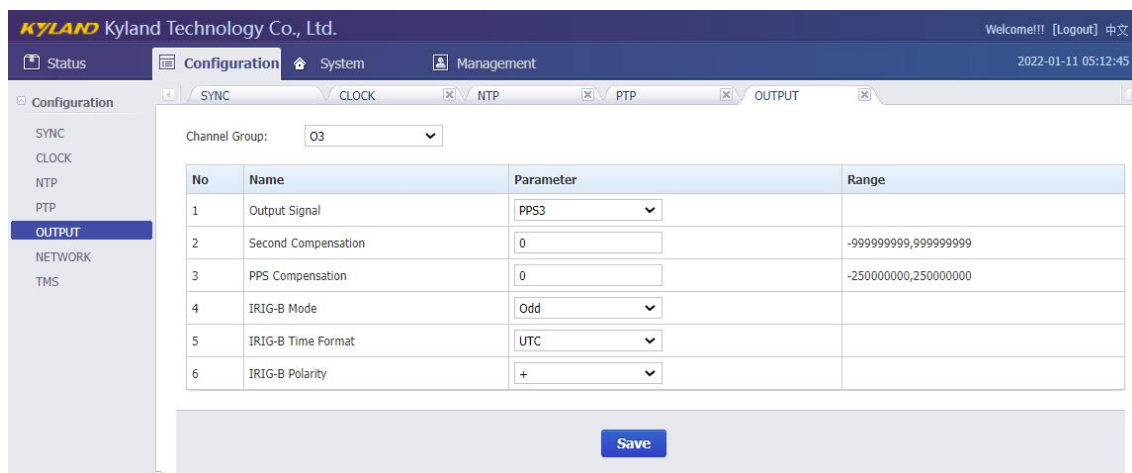 KYLAND Kyland Technology Co., Ltd.
Welcome!!! [Logout] 中文
Status Configuration System Management 2022-01-11 05:12:45
Configuration
SYNC
CLOCK
NTP
PTP
OUTPUT
NETWORK
TMS
SYNC CLOCK NTP PTP OUTPUT
Channel Group: O3
No Name Parameter Range
1 Output Signal PPS3
2 Second Compensation 0 -999999999,999999999
3 PPS Compensation 0 -250000000,250000000
4 IRIG-B Mode Odd
5 IRIG-B Time Format UTC
6 IRIG-B Polarity +
Save